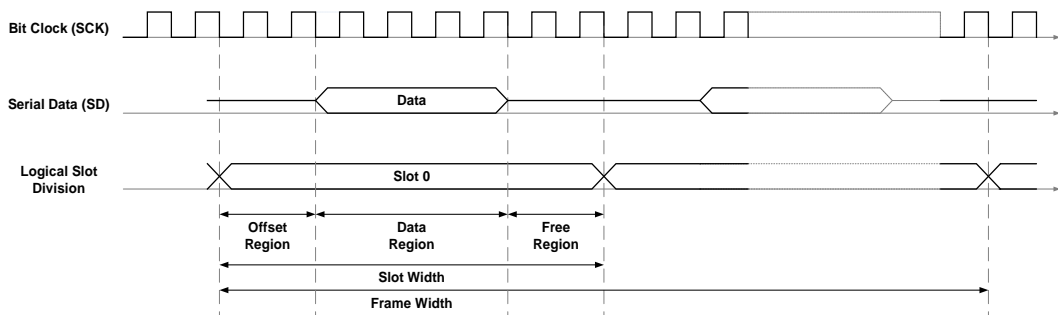 Bit Clock (SCK)
Serial Data (SD)
Data
Logical Slot
Division
Slot 0
Offset
Region
Data
Region
Free
Region
Slot Width
Frame Width